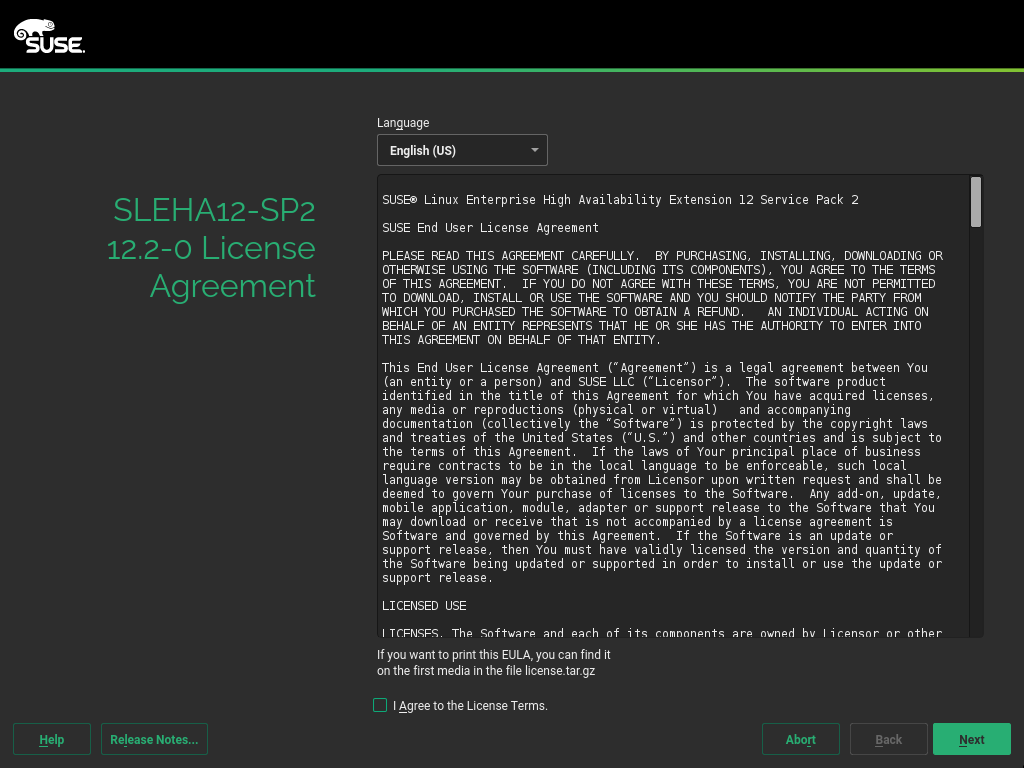 SUSE.
Language
English (US)
SLEHA12-SP2
12.2-0 License
Agreement
SUSE® Linux Enterprise High Availability Extension 12 Service Pack 2
SUSE End User License Agreement
PLEASE READ THIS AGREEMENT CAREFULLY.  BY PURCHASING, INSTALLING, DOWNLOADING OR
OTHERWISE USING THE SOFTWARE (INCLUDING ITS COMPONENTS), YOU AGREE TO THE TERMS
OF THIS AGREEMENT.  IF YOU DO NOT AGREE WITH THESE TERMS, YOU ARE NOT PERMITTED
TO DOWNLOAD, INSTALL OR USE THE SOFTWARE AND YOU SHOULD NOTIFY THE PARTY FROM
WHICH YOU PURCHASED THE SOFTWARE TO OBTAIN A REFUND.   AN INDIVIDUAL ACTING ON
BEHALF OF AN ENTITY REPRESENTS THAT HE OR SHE HAS THE AUTHORITY TO ENTER INTO
THIS AGREEMENT ON BEHALF OF THAT ENTITY.
This End User License Agreement (“Agreement”) is a legal agreement between You
(an entity or a person) and SUSE LLC (“Licensor”).  The software product
identified in the title of this Agreement for which You have acquired licenses,
any media or reproductions (physical or virtual)   and accompanying
documentation (collectively the “Software”) is protected by the copyright laws
and treaties of the United States (“U.S.”) and other countries and is subject to
the terms of this Agreement.  If the laws of Your principal place of business
require contracts to be in the local language to be enforceable, such local
language version may be obtained from Licensor upon written request and shall be
deemed to govern Your purchase of licenses to the Software.  Any add-on, update,
mobile application, module, adapter or support release to the Software that You
may download or receive that is not accompanied by a license agreement is
Software and governed by this Agreement.  If the Software is an update or
support release, then You must have validly licensed the version and quantity of
the Software being updated or supported in order to install or use the update or
support release.
LICENSED USE
LICENSES. The Software and each of its components are owned by Licensor or other
If you want to print this EULA, you can find it
on the first media in the file license.tar.gz
I Agree to the License Terms.
Help
Release Notes...
Abort
Back
Next